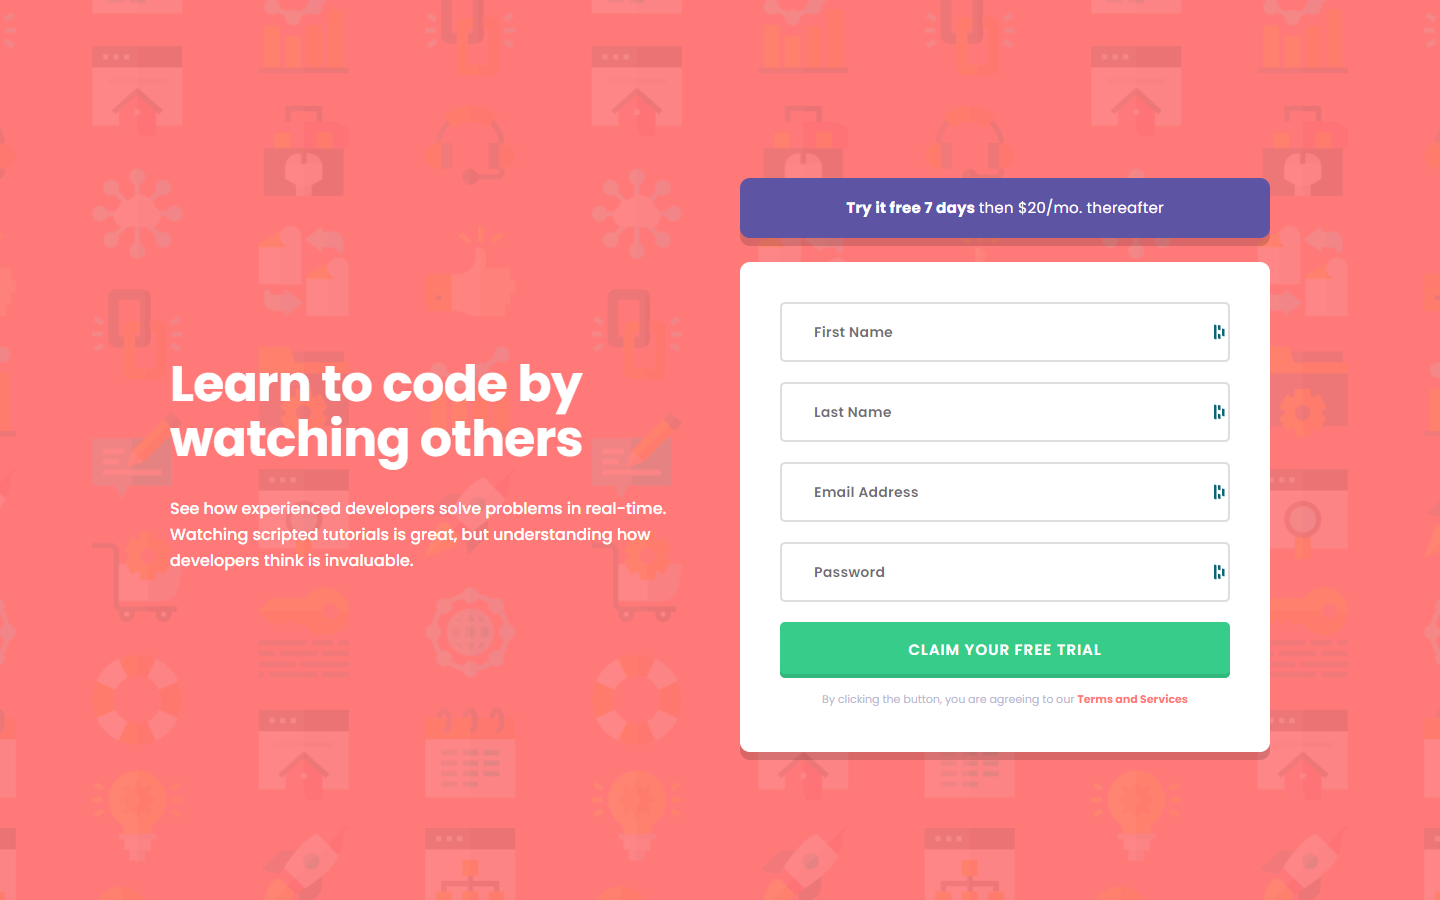 Learn to code by
watching others
See how experienced developers solve problems in real-time.
Watching scripted tutorials is great, but understanding how
developers think is invaluable.
Try it free 7 days then $20/mo. thereafter
First Name
Last Name
Email Address
Password
CLAIM YOUR FREE TRIAL
By clicking the button, you are agreeing to our Terms and Services